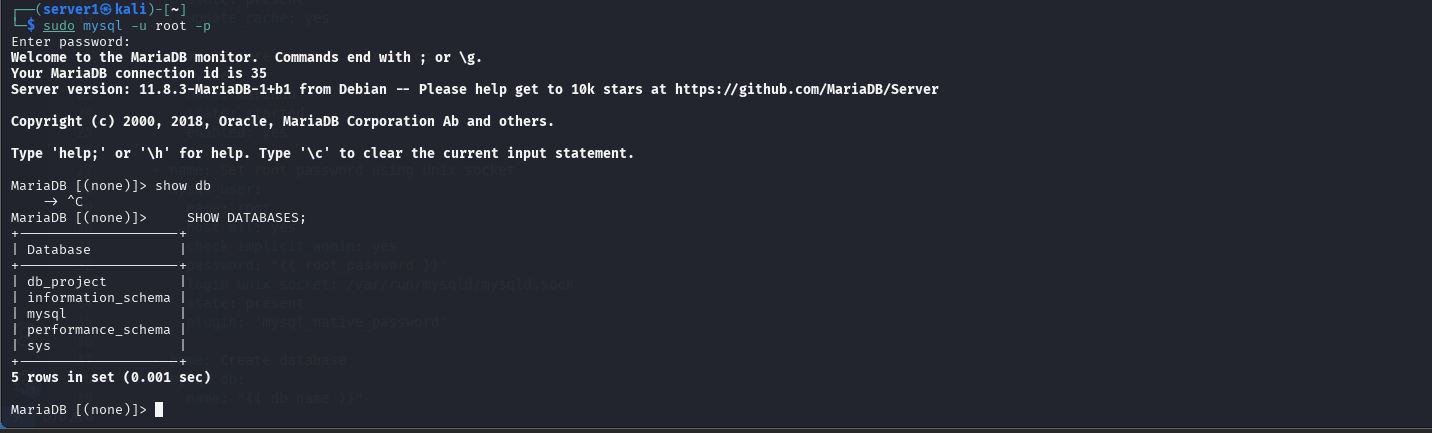 ┌──(server1㉿kali)-[~]
└─$ sudo mysql -u root -p
Enter password:
Welcome to the MariaDB monitor.  Commands end with ; or \g.
Your MariaDB connection id is 35
Server version: 11.8.3-MariaDB-1+b1 from Debian -- Please help get to 10k stars at https://github.com/MariaDB/Server

Copyright (c) 2000, 2018, Oracle, MariaDB Corporation Ab and others.

Type 'help;' or '\h' for help. Type '\c' to clear the current input statement.

MariaDB [(none)]> show db
    -> ^C
MariaDB [(none)]>     SHOW DATABASES;
+--------------------+
| Database           |
+--------------------+
| db_project         |
| information_schema |
| mysql              |
| performance_schema |
| sys                |
+--------------------+
5 rows in set (0.001 sec)

MariaDB [(none)]>